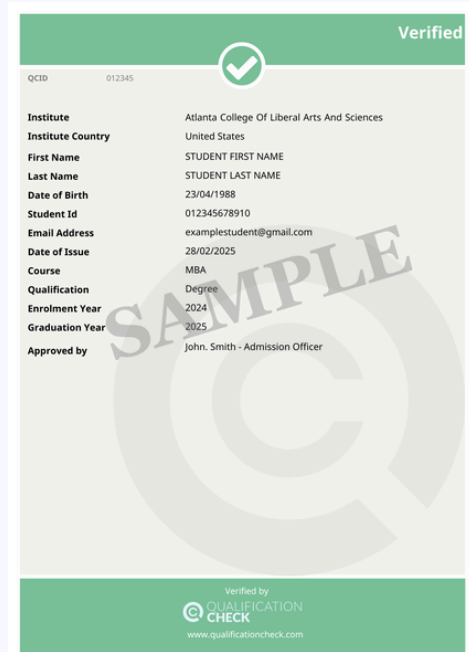 Verified
QCID 012345
Institute Atlanta College Of Liberal Arts And Sciences
Institute Country United States
First Name STUDENT FIRST NAME
Last Name STUDENT LAST NAME
Date of Birth 23/04/1988
Student Id 012345678910
Email Address examplestudent@gmail.com
Date of Issue 28/02/2025
Course MBA
Qualification Degree
Enrolment Year 2024
Graduation Year 2025
Approved by John. Smith - Admission Officer
SAMPLE
Verified by
QUALIFICATION
CHECK
www.qualificationcheck.com